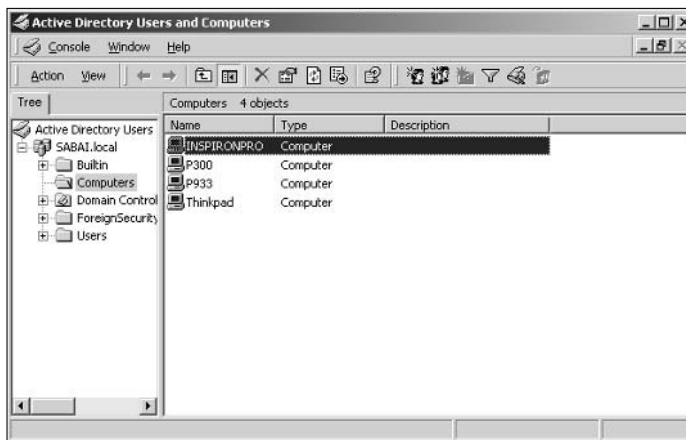 Active Directory Users and Computers
Console Window Help
Action View
Tree
Computers 4 objects
Active Directory Users
SABAI.local
Builtin
Computers
Domain Control
ForeignSecurity
Users
Name Type Description
INSPIRONPRO Computer
P300 Computer
P933 Computer
Thinkpad Computer